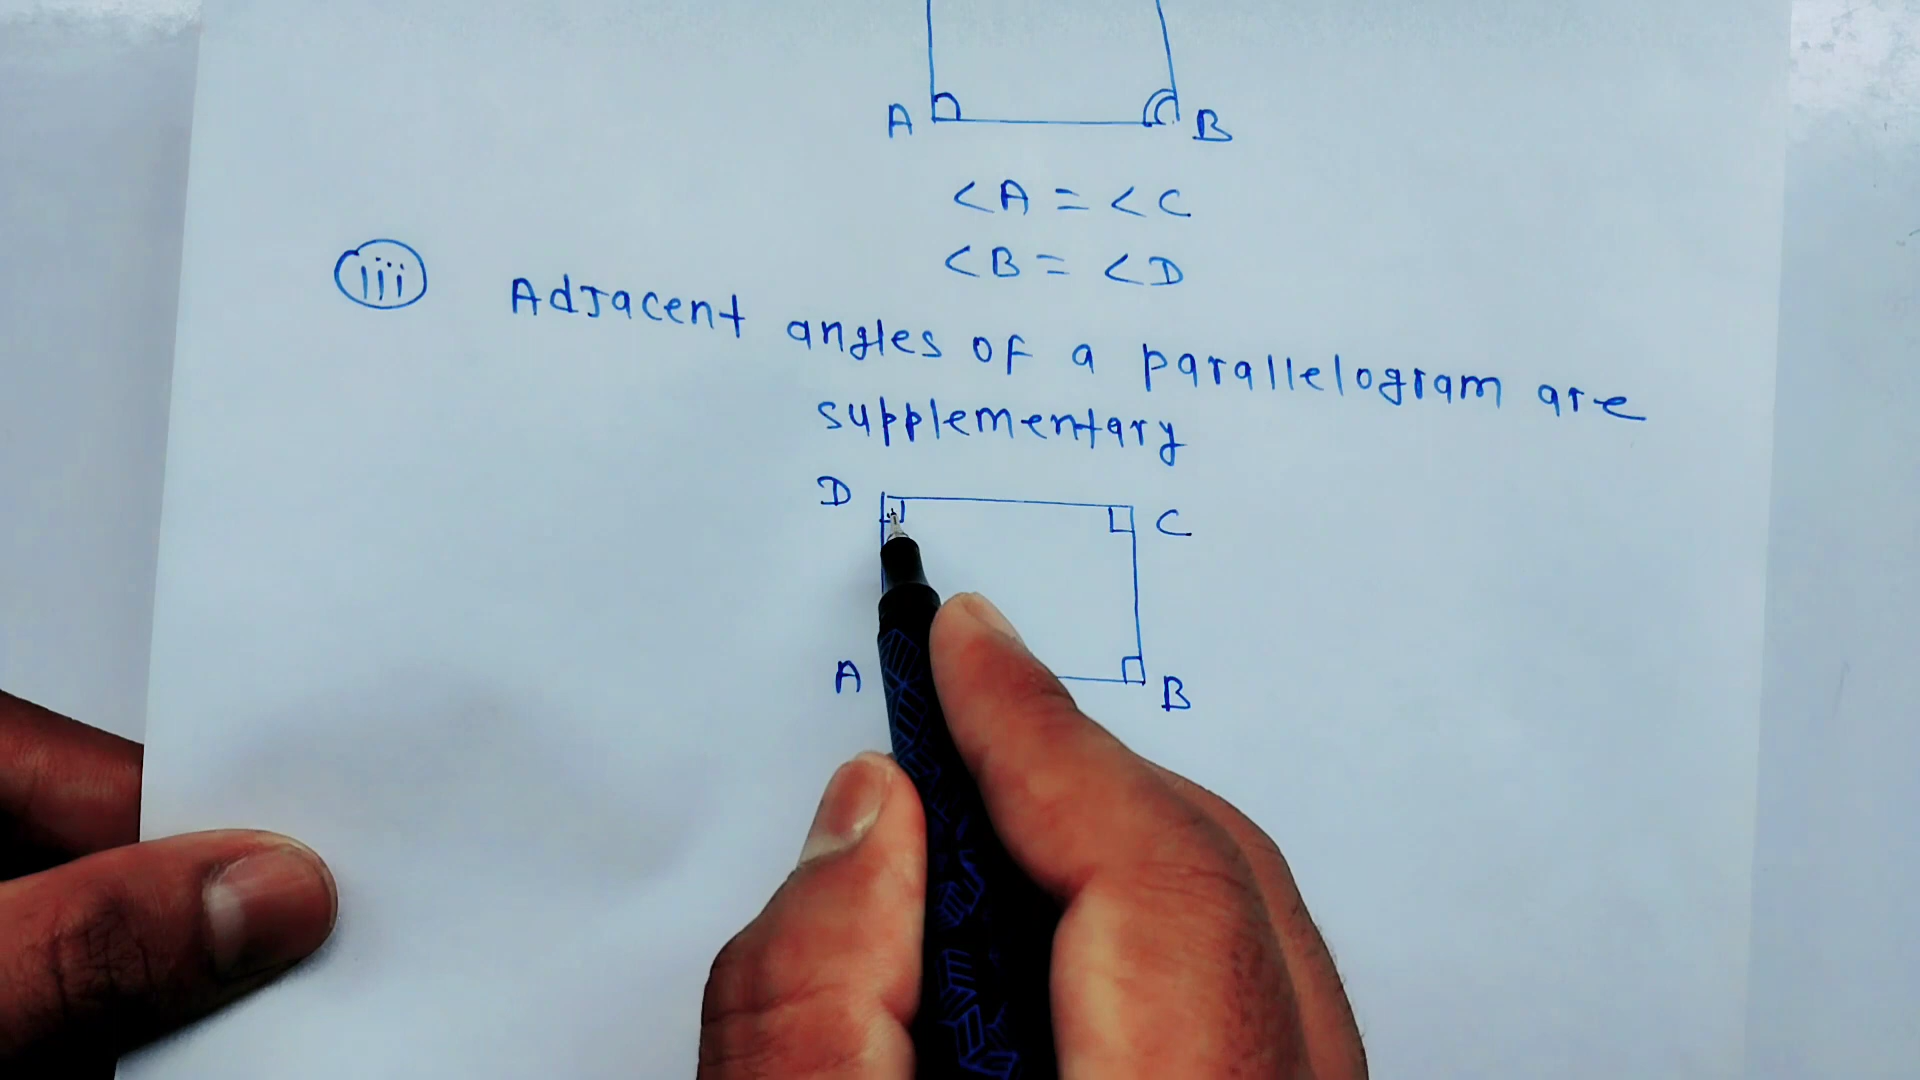 A B
<A = <C
<B = <D
iii Adjacent angles of a parallelogram are
supplementary
D C
A B